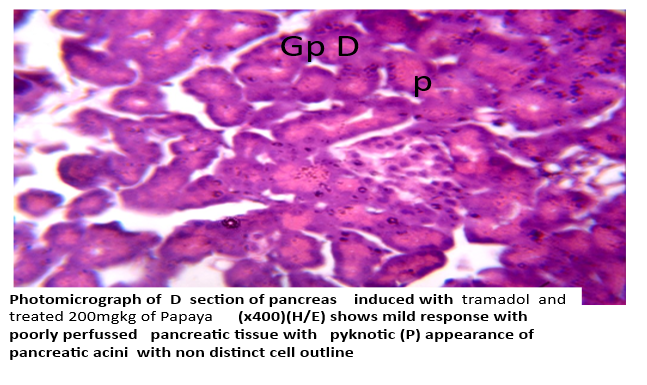 Gp D
p
Photomicrograph of D section of pancreas induced with tramadol and
treated 200mgkg of Papaya (x400)(H/E) shows mild response with
poorly perfussed pancreatic tissue with pyknotic (P) appearance of
pancreatic acini with non distinct cell outline